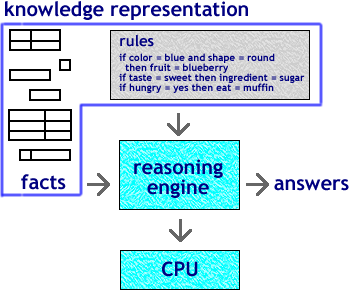 knowledge representation
rules
if color = blue and shape = round
then fruit = blueberry
if taste = sweet then ingredient = sugar
if hungry = yes then eat = muffin
facts
reasoning
engine
answers
CPU